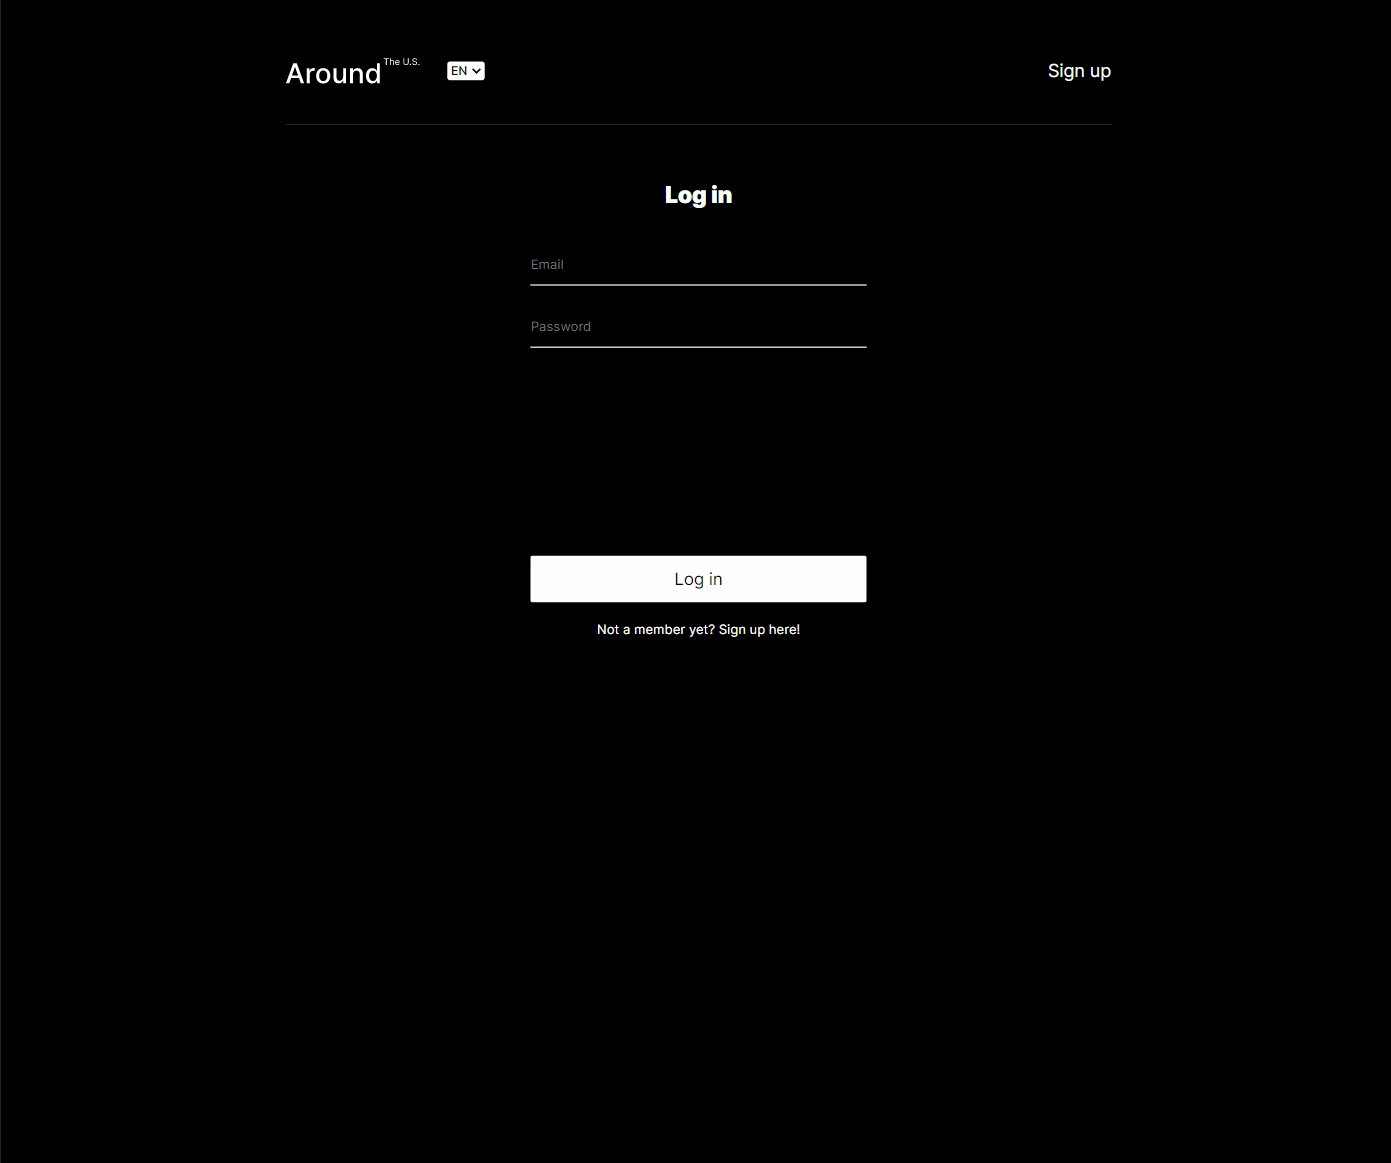 Around The U.S.
EN
Sign up
Log in
Email
Password
Log in
Not a member yet? Sign up here!